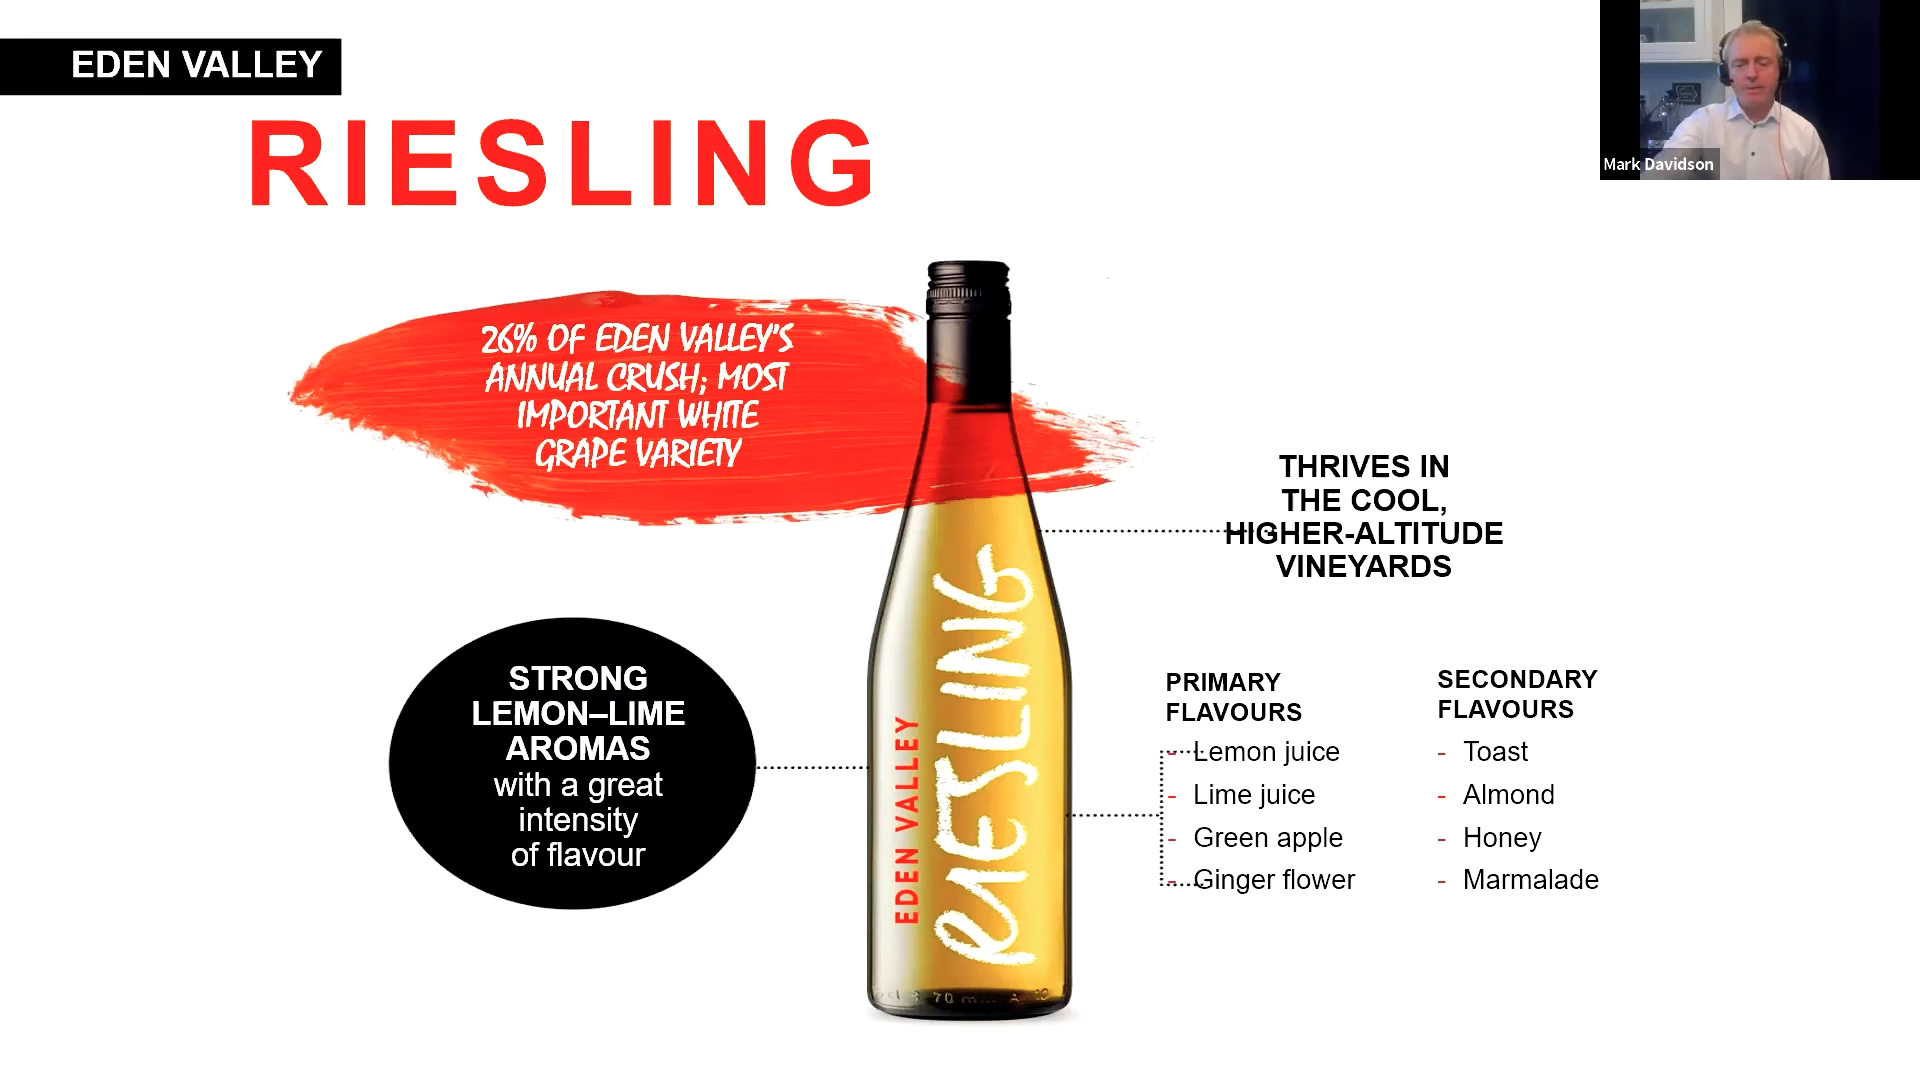 EDEN VALLEY
RIESLING
Mark Davidson
26% OF EDEN VALLEY'S
ANNUAL CRUSH; MOST
IMPORTANT WHITE
GRAPE VARIETY
THRIVES IN
THE COOL,
HIGHER-ALTITUDE
VINEYARDS
STRONG
LEMON–LIME
AROMAS
with a great
intensity
of flavour
EDEN VALLEY
RIESLING
PRIMARY
FLAVOURS
- Lemon juice
- Lime juice
- Green apple
- Ginger flower
SECONDARY
FLAVOURS
- Toast
- Almond
- Honey
- Marmalade